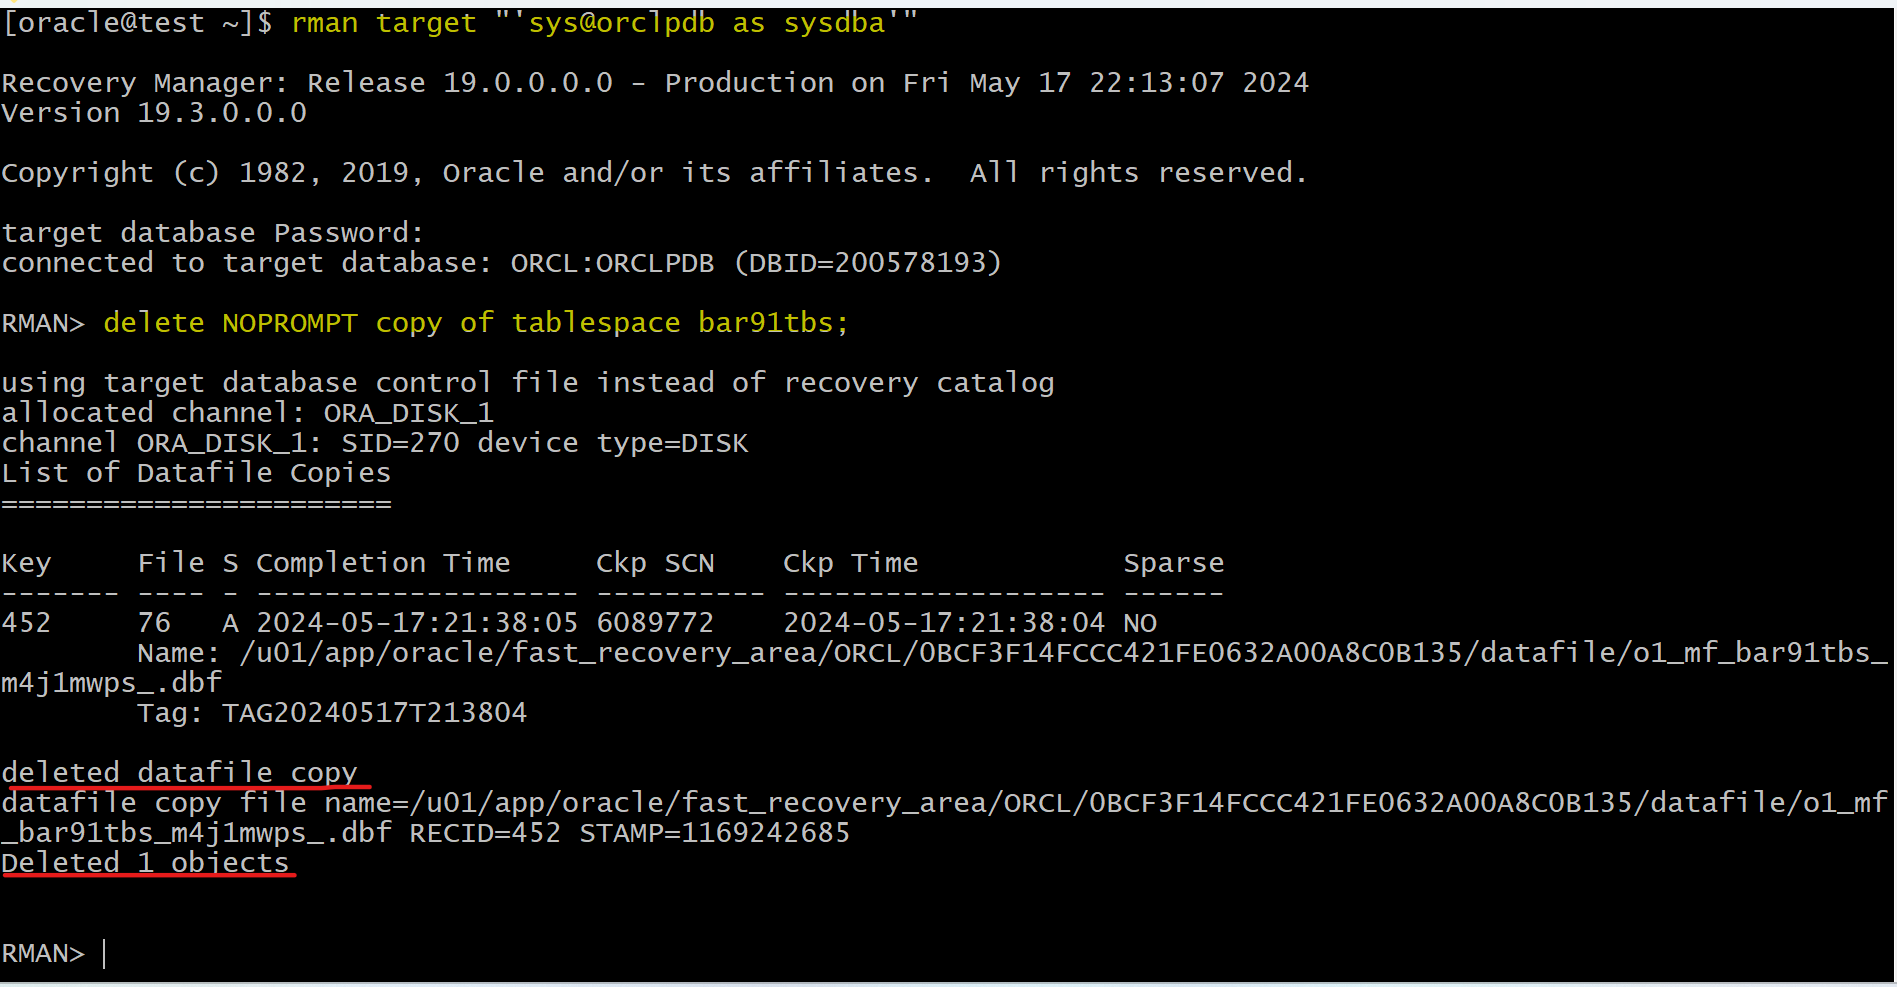 [oracle@test ~]$ rman target "'sys@orclpdb as sysdba'"
Recovery Manager: Release 19.0.0.0.0 - Production on Fri May 17 22:13:07 2024
Version 19.3.0.0.0
Copyright (c) 1982, 2019, Oracle and/or its affiliates.  All rights reserved.
target database Password:
connected to target database: ORCL:ORCLPDB (DBID=200578193)
RMAN> delete NOPROMPT copy of tablespace bar91tbs;
using target database control file instead of recovery catalog
allocated channel: ORA_DISK_1
channel ORA_DISK_1: SID=270 device type=DISK
List of Datafile Copies
=======================
Key     File S Completion Time     Ckp SCN    Ckp Time            Sparse
------- ---- - ------------------- ---------- ------------------- ------
452     76   A 2024-05-17:21:38:05 6089772    2024-05-17:21:38:04 NO
        Name: /u01/app/oracle/fast_recovery_area/ORCL/0BCF3F14FCCC421FE0632A00A8C0B135/datafile/o1_mf_bar91tbs_
m4j1mwps_.dbf
        Tag: TAG20240517T213804
deleted datafile copy
datafile copy file name=/u01/app/oracle/fast_recovery_area/ORCL/0BCF3F14FCCC421FE0632A00A8C0B135/datafile/o1_mf
_bar91tbs_m4j1mwps_.dbf RECID=452 STAMP=1169242685
Deleted 1 objects
RMAN>